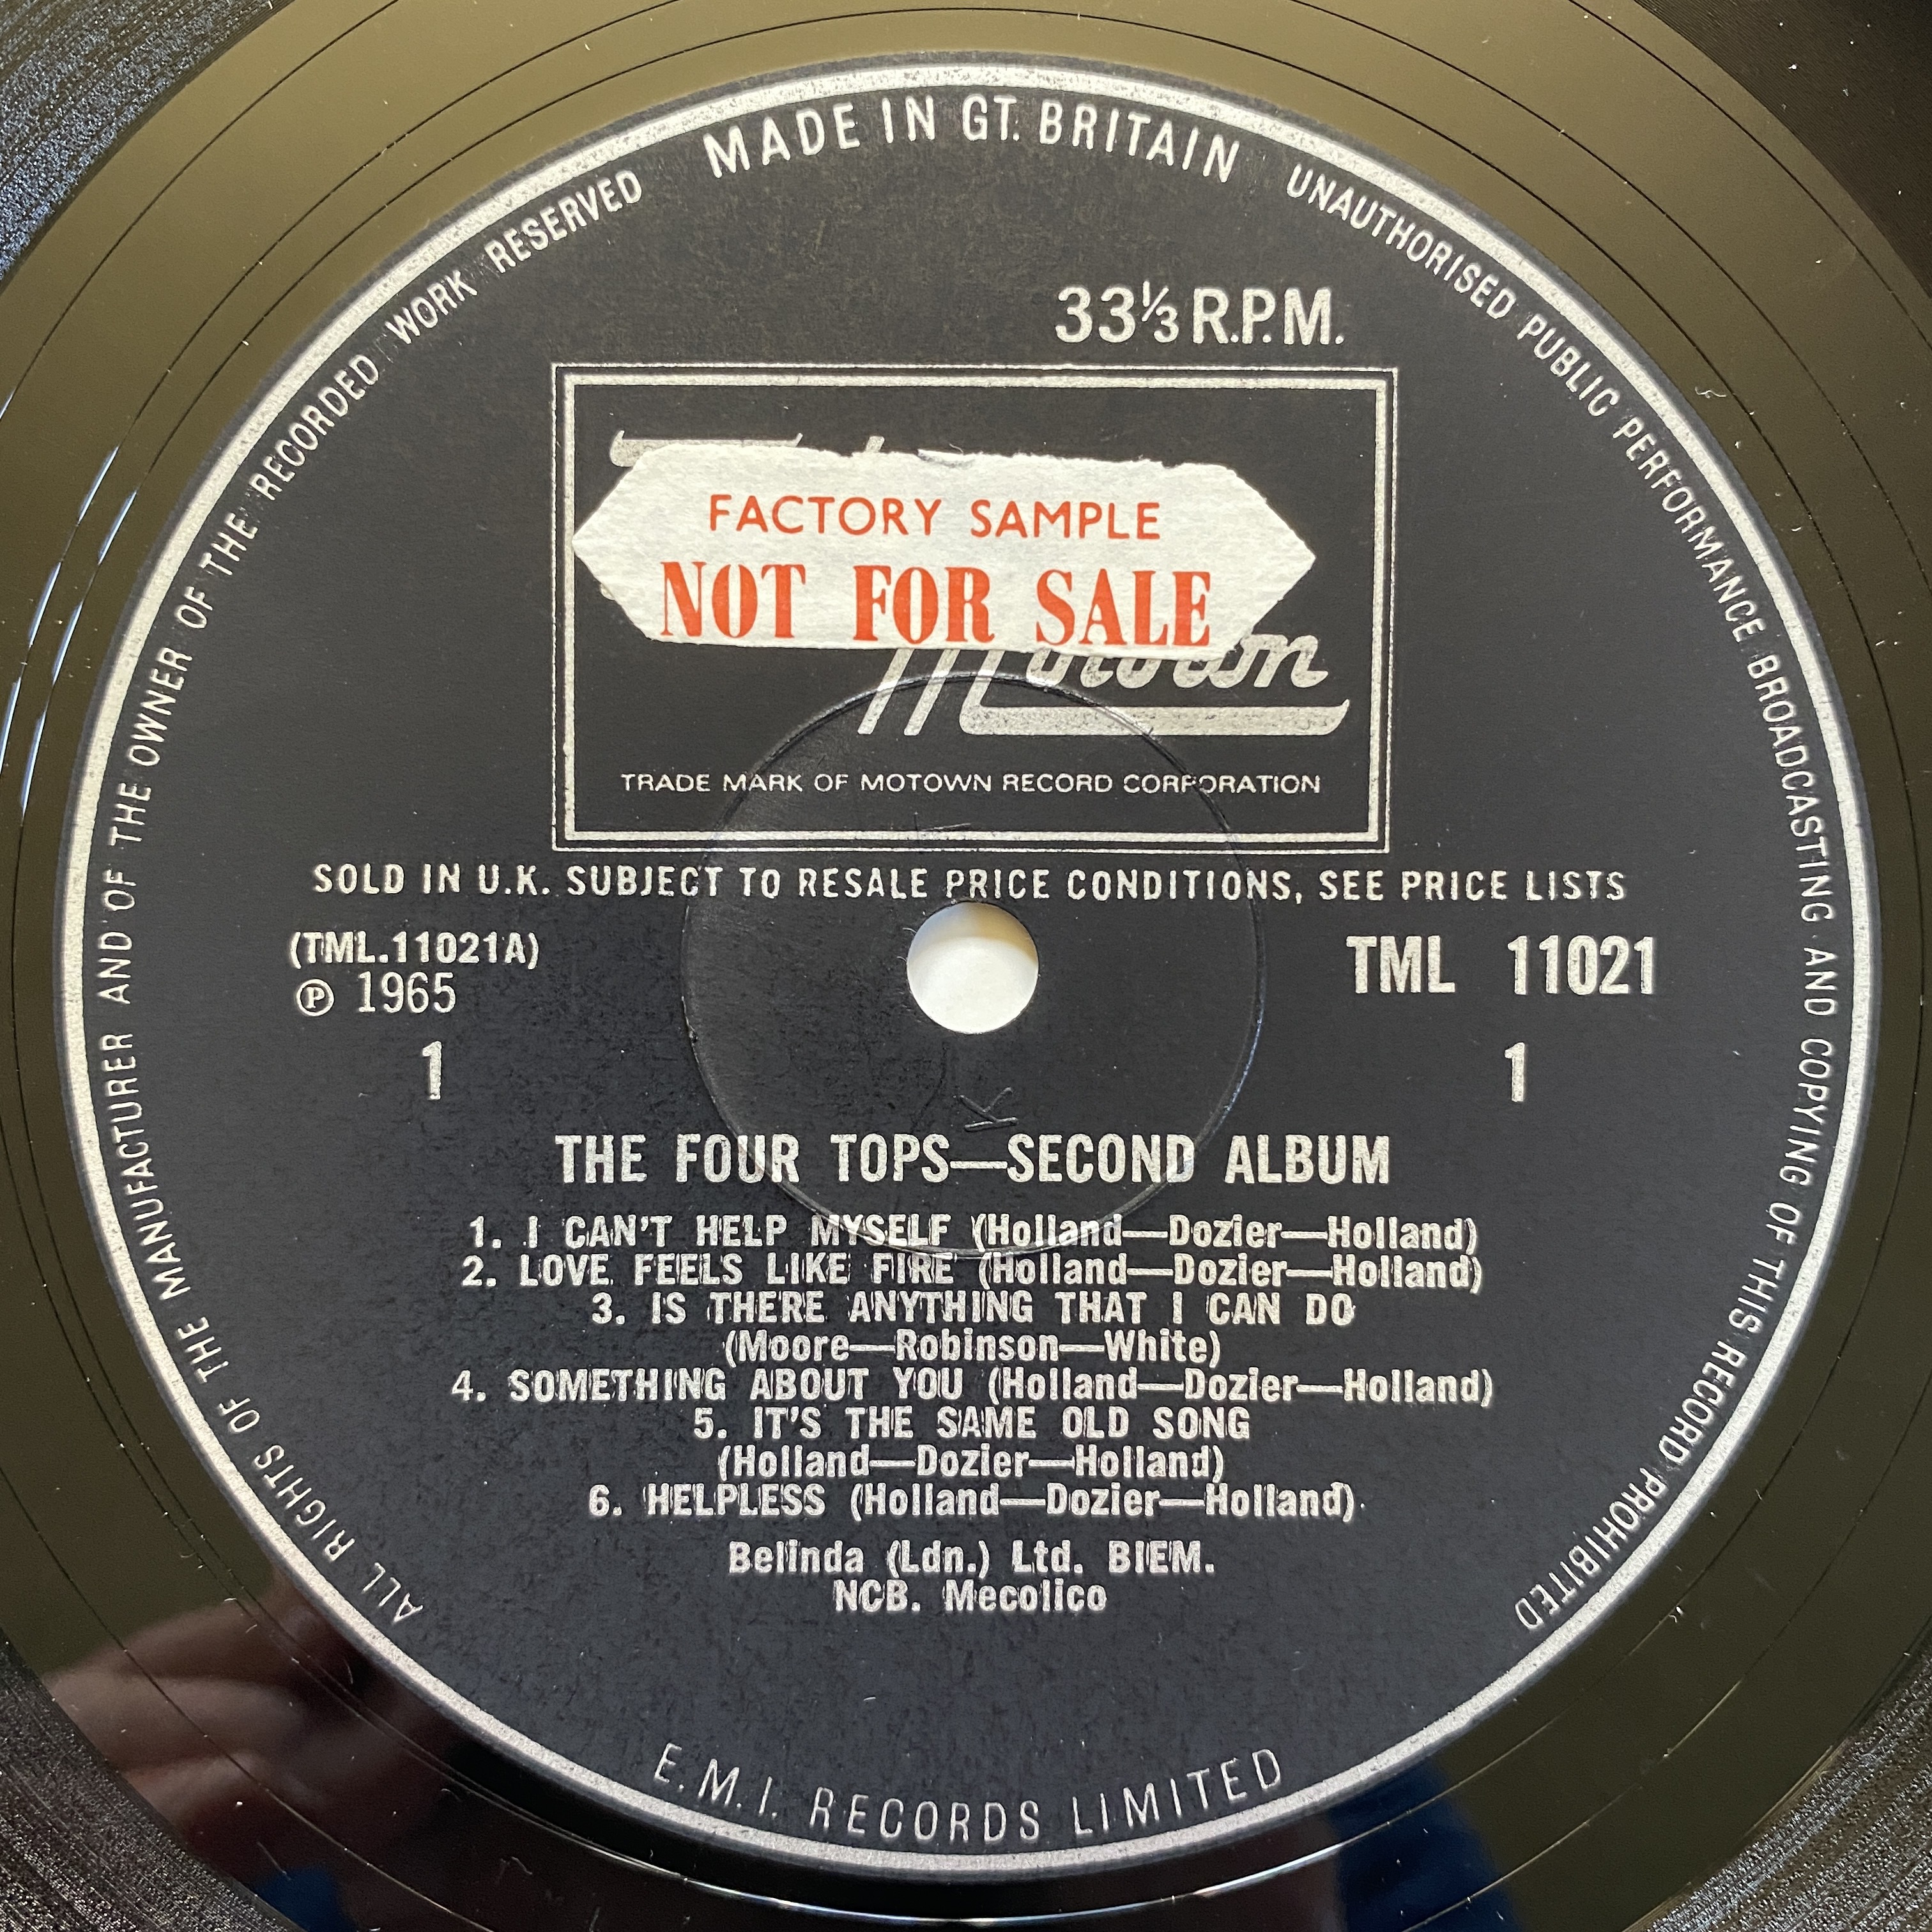 MADE IN GT. BRITAIN
UNAUTHORISED PUBLIC PERFORMANCE BROADCASTING AND COPYING OF THIS RECORD PROHIBITED
ALL RIGHTS OF THE MANUFACTURER AND OF THE OWNER OF THE RECORDED WORK RESERVED
33⅓ R.P.M.
FACTORY SAMPLE
NOT FOR SALE
Motown
TRADE MARK OF MOTOWN RECORD CORPORATION
SOLD IN U.K. SUBJECT TO RESALE PRICE CONDITIONS, SEE PRICE LISTS
(TML.11021A)
TML 11021
℗ 1965
1
1
K
THE FOUR TOPS—SECOND ALBUM
1. I CAN'T HELP MYSELF (Holland—Dozier—Holland)
2. LOVE FEELS LIKE FIRE (Holland—Dozier—Holland)
3. IS THERE ANYTHING THAT I CAN DO
(Moore—Robinson—White)
4. SOMETHING ABOUT YOU (Holland—Dozier—Holland)
5. IT'S THE SAME OLD SONG
(Holland—Dozier—Holland)
6. HELPLESS (Holland—Dozier—Holland)
Belinda (Ldn.) Ltd. BIEM.
NCB. Mecolico
E.M.I. RECORDS LIMITED